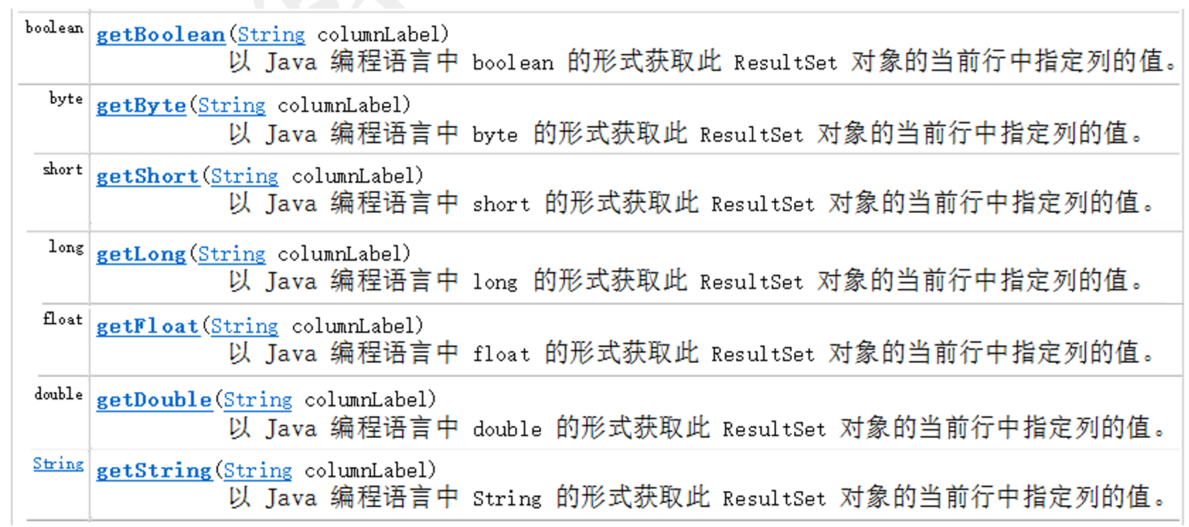 boolean getBoolean(String columnLabel)
以 Java 编程语言中 boolean 的形式获取此 ResultSet 对象的当前行中指定列的值。
byte getByte(String columnLabel)
以 Java 编程语言中 byte 的形式获取此 ResultSet 对象的当前行中指定列的值。
short getShort(String columnLabel)
以 Java 编程语言中 short 的形式获取此 ResultSet 对象的当前行中指定列的值。
long getLong(String columnLabel)
以 Java 编程语言中 long 的形式获取此 ResultSet 对象的当前行中指定列的值。
float getFloat(String columnLabel)
以 Java 编程语言中 float 的形式获取此 ResultSet 对象的当前行中指定列的值。
double getDouble(String columnLabel)
以 Java 编程语言中 double 的形式获取此 ResultSet 对象的当前行中指定列的值。
String getString(String columnLabel)
以 Java 编程语言中 String 的形式获取此 ResultSet 对象的当前行中指定列的值。